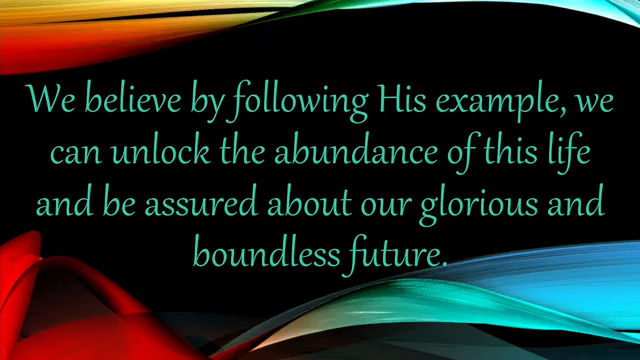 We believe by following His example, we
can unlock the abundance of this life
and be assured about our glorious and
boundless future.